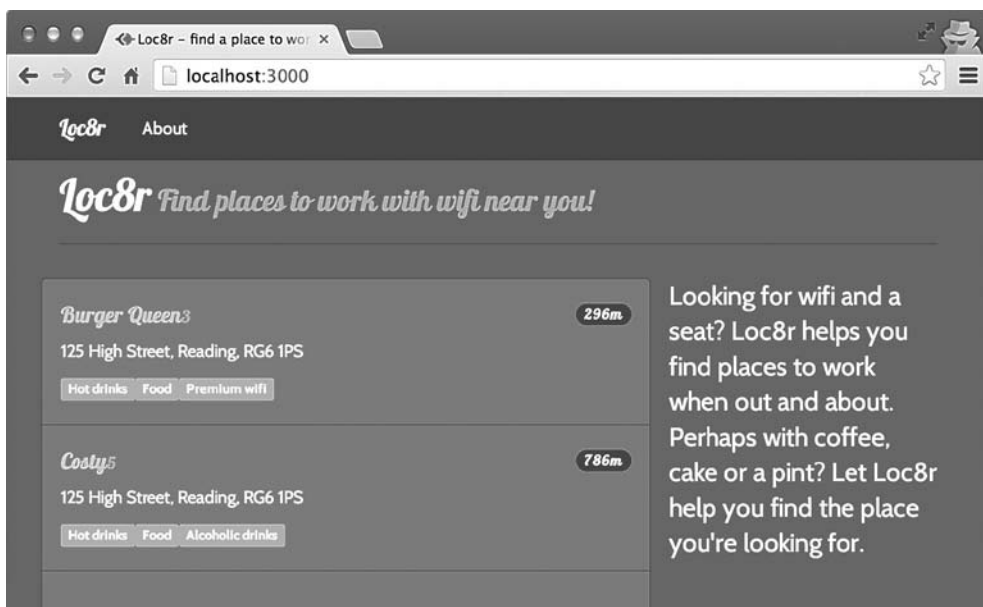 Loc8r – find a place to wor
localhost:3000
Loc8r About
Loc8r Find places to work with wifi near you!
Burger Queen3 296m
125 High Street, Reading, RG6 1PS
Hot drinks Food Premium wifi
Costy5 786m
125 High Street, Reading, RG6 1PS
Hot drinks Food Alcoholic drinks
Looking for wifi and a
seat? Loc8r helps you
find places to work
when out and about.
Perhaps with coffee,
cake or a pint? Let Loc8r
help you find the place
you're looking for.